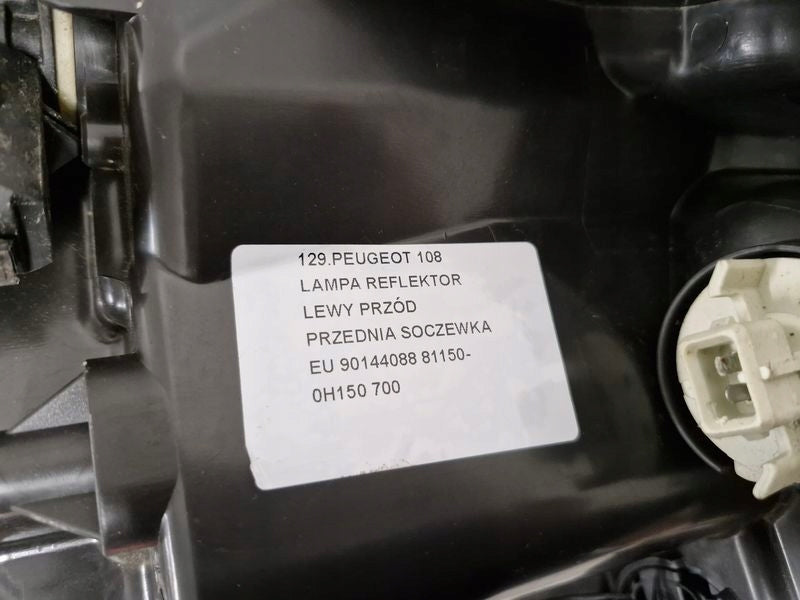 129.PEUGEOT 108
LAMPA REFLEKTOR
LEWY PRZÓD
PRZEDNIA SOCZEWKA
EU 90144088 81150-
0H150 700